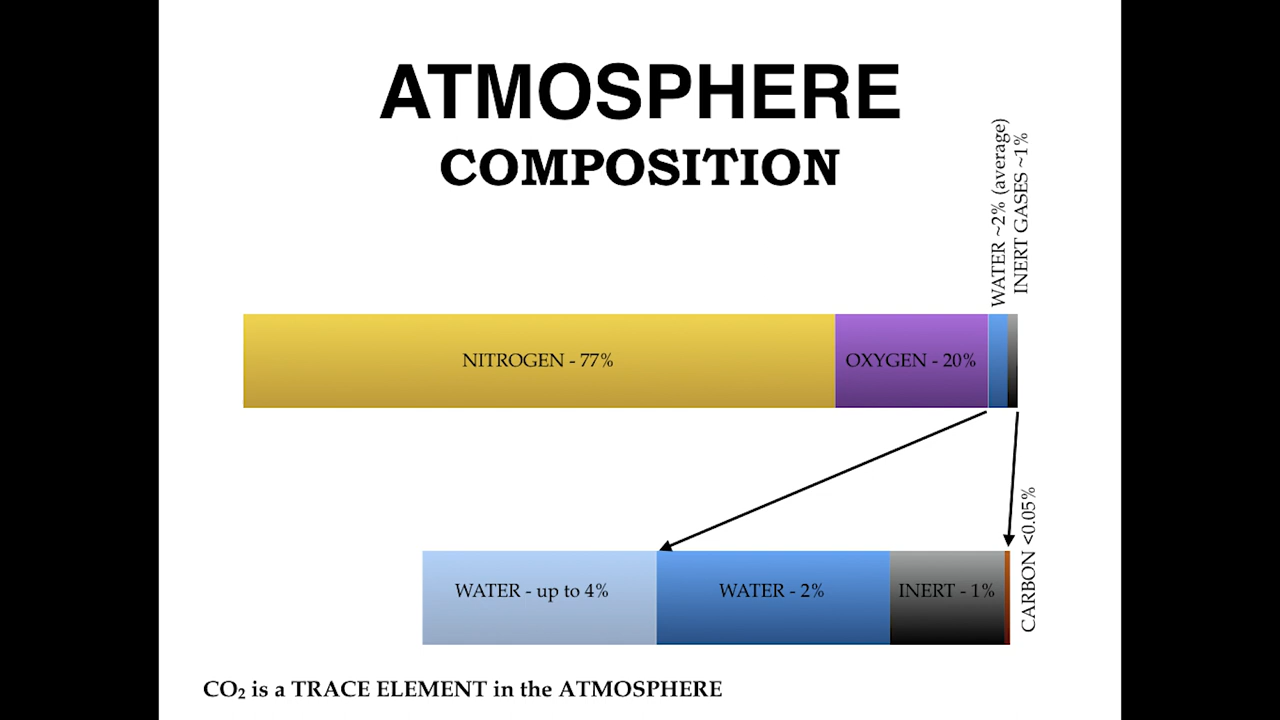 ATMOSPHERE
COMPOSITION
WATER ~2% (average)
INERT GASES ~1%
NITROGEN - 77%
OXYGEN - 20%
CARBON <0.05%
WATER - up to 4%
WATER - 2%
INERT - 1%
CO₂ is a TRACE ELEMENT in the ATMOSPHERE